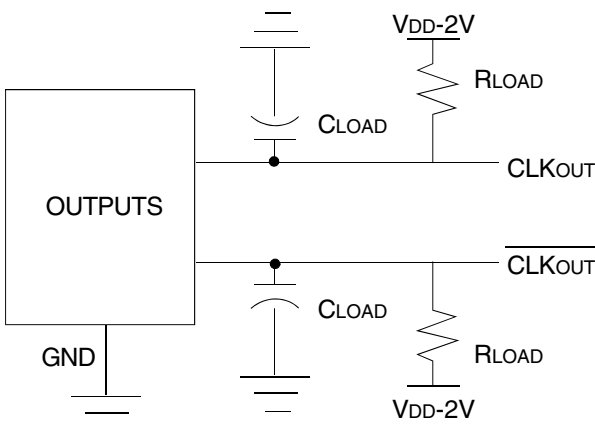 VDD-2V
RLOAD
CLOAD
CLKOUT
OUTPUTS
CLKOUT
CLOAD
GND
RLOAD
VDD-2V